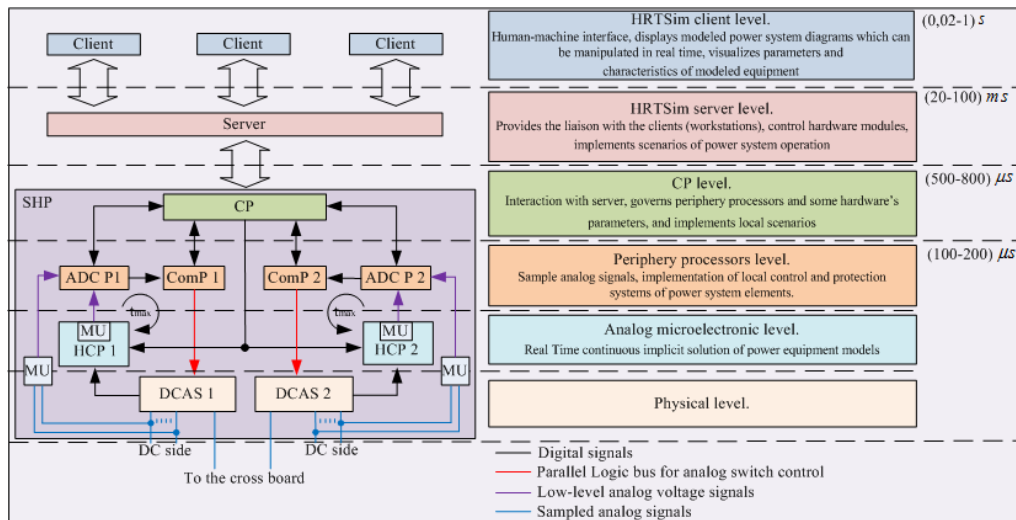 Client
Client
Client
Server
SHP
CP
ADC P1
ComP 1
ComP 2
ADC P 2
tmax
tmax
MU
HCP 1
MU
HCP 2
MU
MU
DCAS 1
DCAS 2
DC side
DC side
To the cross board
HRTSim client level.
Human-machine interface, displays modeled power system diagrams which can
be manipulated in real time, visualizes parameters and
characteristics of modeled equipment
(0,02-1) s
HRTSim server level.
Provides the liaison with the clients (workstations), control hardware modules,
implements scenarios of power system operation
(20-100) ms
CP level.
Interaction with server, governs periphery processors and some hardware's
parameters, and implements local scenarios
(500-800) μs
Periphery processors level.
Sample analog signals, implementation of local control and protection
systems of power system elements.
(100-200) μs
Analog microelectronic level.
Real Time continuous implicit solution of power equipment models
Physical level.
Digital signals
Parallel Logic bus for analog switch control
Low-level analog voltage signals
Sampled analog signals